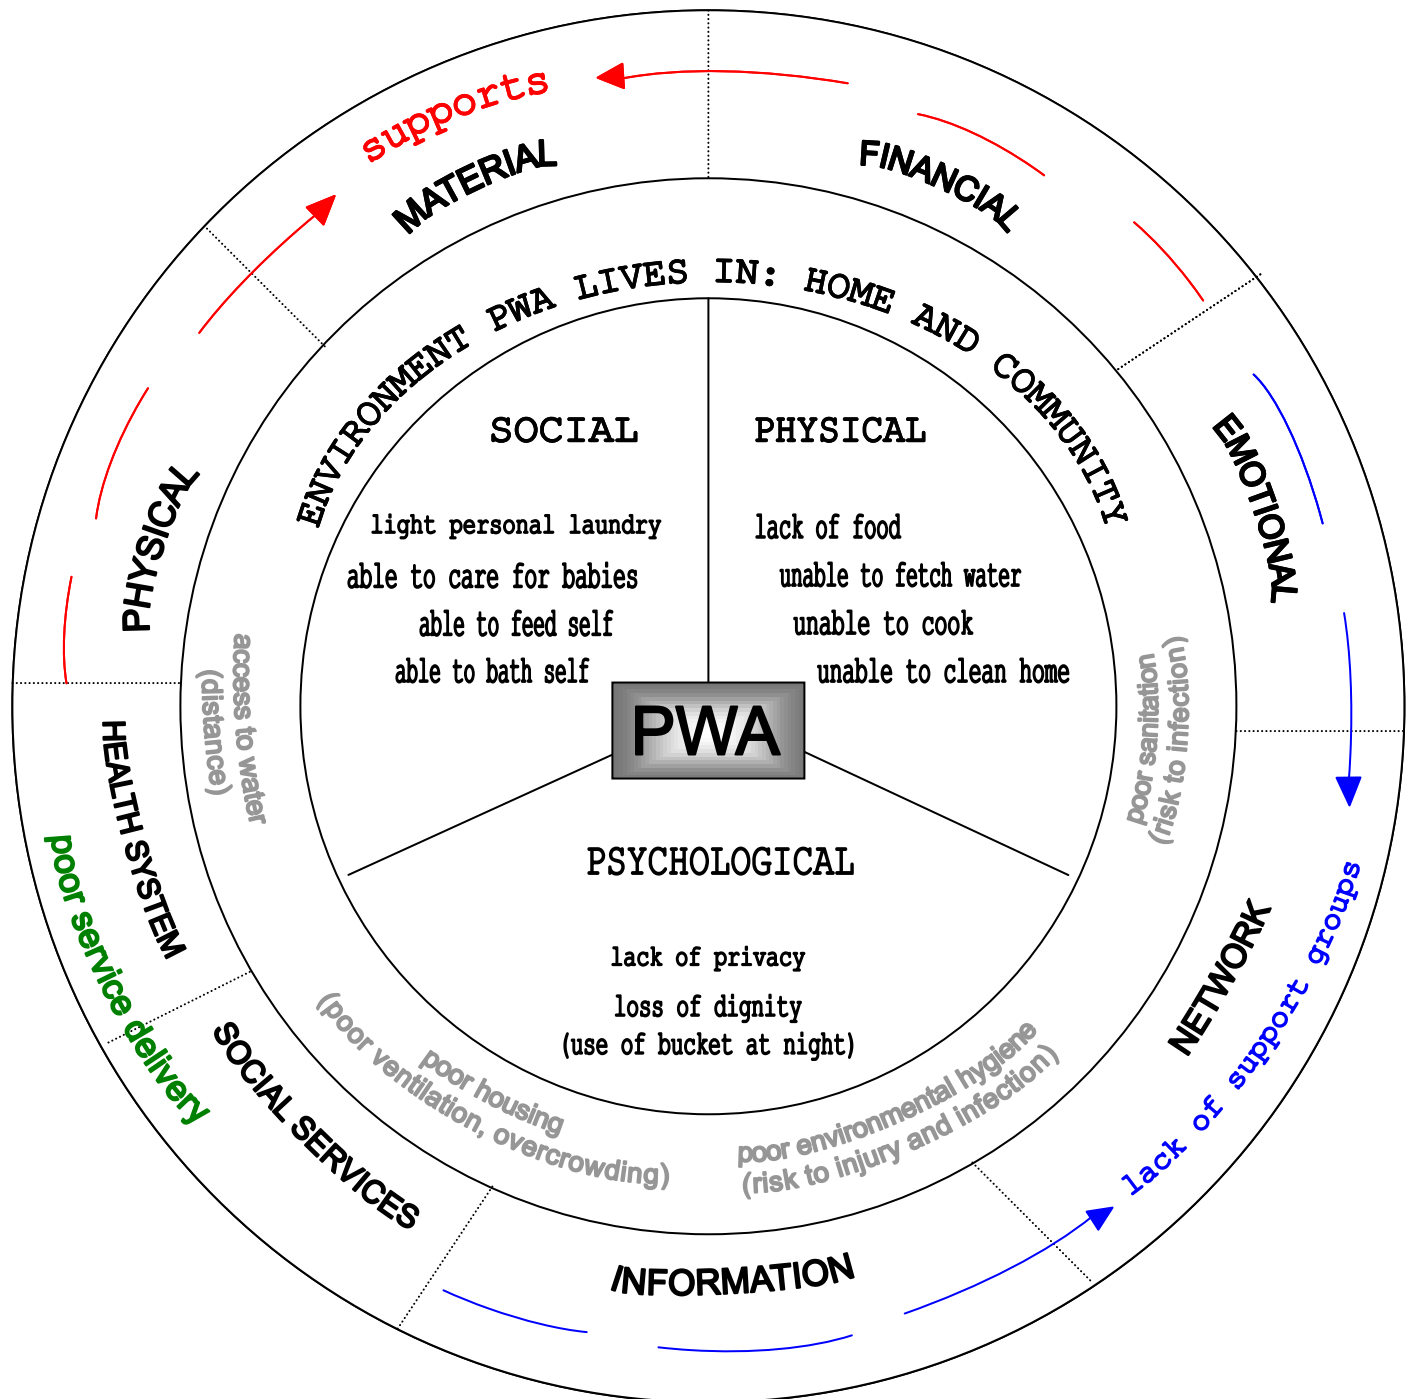 supports
MATERIAL
FINANCIAL
ENVIRONMENT PWA LIVES IN: HOME AND COMMUNITY
PHYSICAL
EMOTIONAL
SOCIAL
light personal laundry
able to care for babies
able to feed self
able to bath self
PHYSICAL
lack of food
unable to fetch water
unable to cook
unable to clean home
PWA
PSYCHOLOGICAL
lack of privacy
loss of dignity
(use of bucket at night)
access to water
(distance)
poor sanitation
(risk to infection)
poor housing
(poor ventilation, overcrowding)
poor environmental hygiene
(risk to injury and infection)
HEALTH SYSTEM
poor service delivery
SOCIAL SERVICES
INFORMATION
NETWORK
lack of support groups